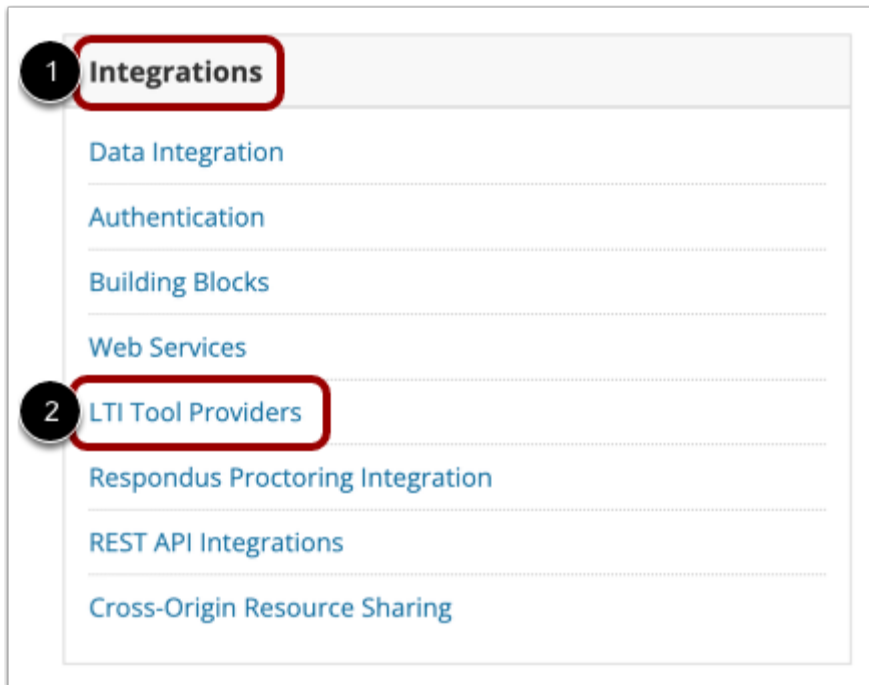 1 Integrations
Data Integration
Authentication
Building Blocks
Web Services
2 LTI Tool Providers
Respondus Proctoring Integration
REST API Integrations
Cross-Origin Resource Sharing